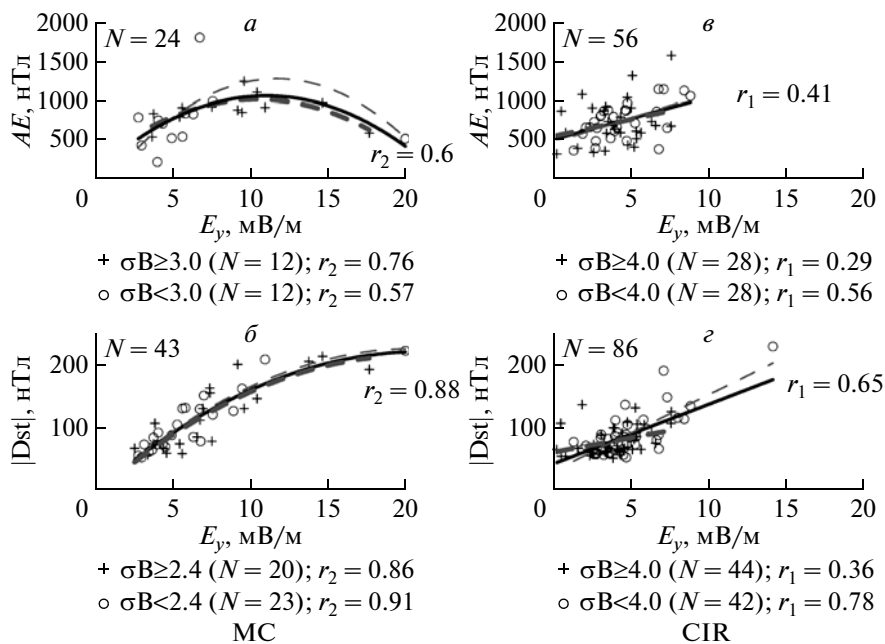 2000
1500
1000
500
AE, нТл
N = 24
а
r₂ = 0.6
0
5
10
15
20
E_y, мВ/м
+ σB≥3.0 (N = 12); r₂ = 0.76
○ σB<3.0 (N = 12); r₂ = 0.57
2000
1500
1000
500
AE, нТл
N = 56
в
r₁ = 0.41
0
5
10
15
20
E_y, мВ/м
+ σB≥4.0 (N = 28); r₁ = 0.29
○ σB<4.0 (N = 28); r₁ = 0.56
200
100
|Dst|, нТл
N = 43
б
r₂ = 0.88
0
5
10
15
20
E_y, мВ/м
+ σB≥2.4 (N = 20); r₂ = 0.86
○ σB<2.4 (N = 23); r₂ = 0.91
MC
200
100
|Dst|, нТл
N = 86
г
r₁ = 0.65
0
5
10
15
20
E_y, мВ/м
+ σB≥4.0 (N = 44); r₁ = 0.36
○ σB<4.0 (N = 42); r₁ = 0.78
CIR